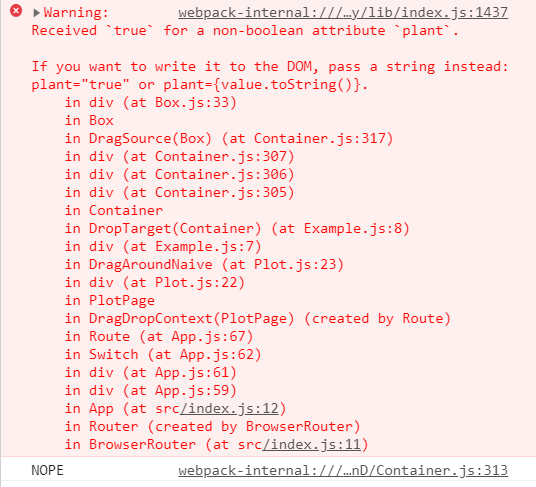 Warning: webpack-internal:///…y/lib/index.js:1437
Received `true` for a non-boolean attribute `plant`.
If you want to write it to the DOM, pass a string instead:
plant="true" or plant={value.toString()}.
in div (at Box.js:33)
in Box
in DragSource(Box) (at Container.js:317)
in div (at Container.js:307)
in div (at Container.js:306)
in div (at Container.js:305)
in Container
in DropTarget(Container) (at Example.js:8)
in div (at Example.js:7)
in DragAroundNaive (at Plot.js:23)
in div (at Plot.js:22)
in PlotPage
in DragDropContext(PlotPage) (created by Route)
in Route (at App.js:67)
in Switch (at App.js:62)
in div (at App.js:61)
in div (at App.js:59)
in App (at src/index.js:12)
in Router (created by BrowserRouter)
in BrowserRouter (at src/index.js:11)
NOPE webpack-internal:///…nD/Container.js:313